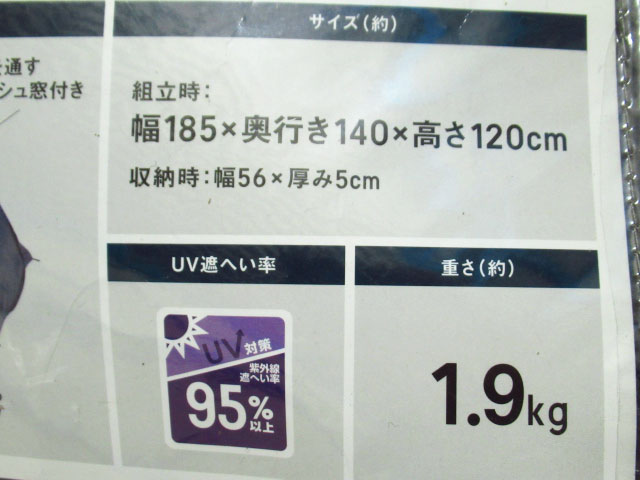 サイズ(約)
通す
シュ窓付き
組立時:
幅185×奥行き140×高さ120cm
収納時:幅56×厚み5cm
UV遮へい率
重さ(約)
UV対策
紫外線
遮へい率
95%以上
1.9kg